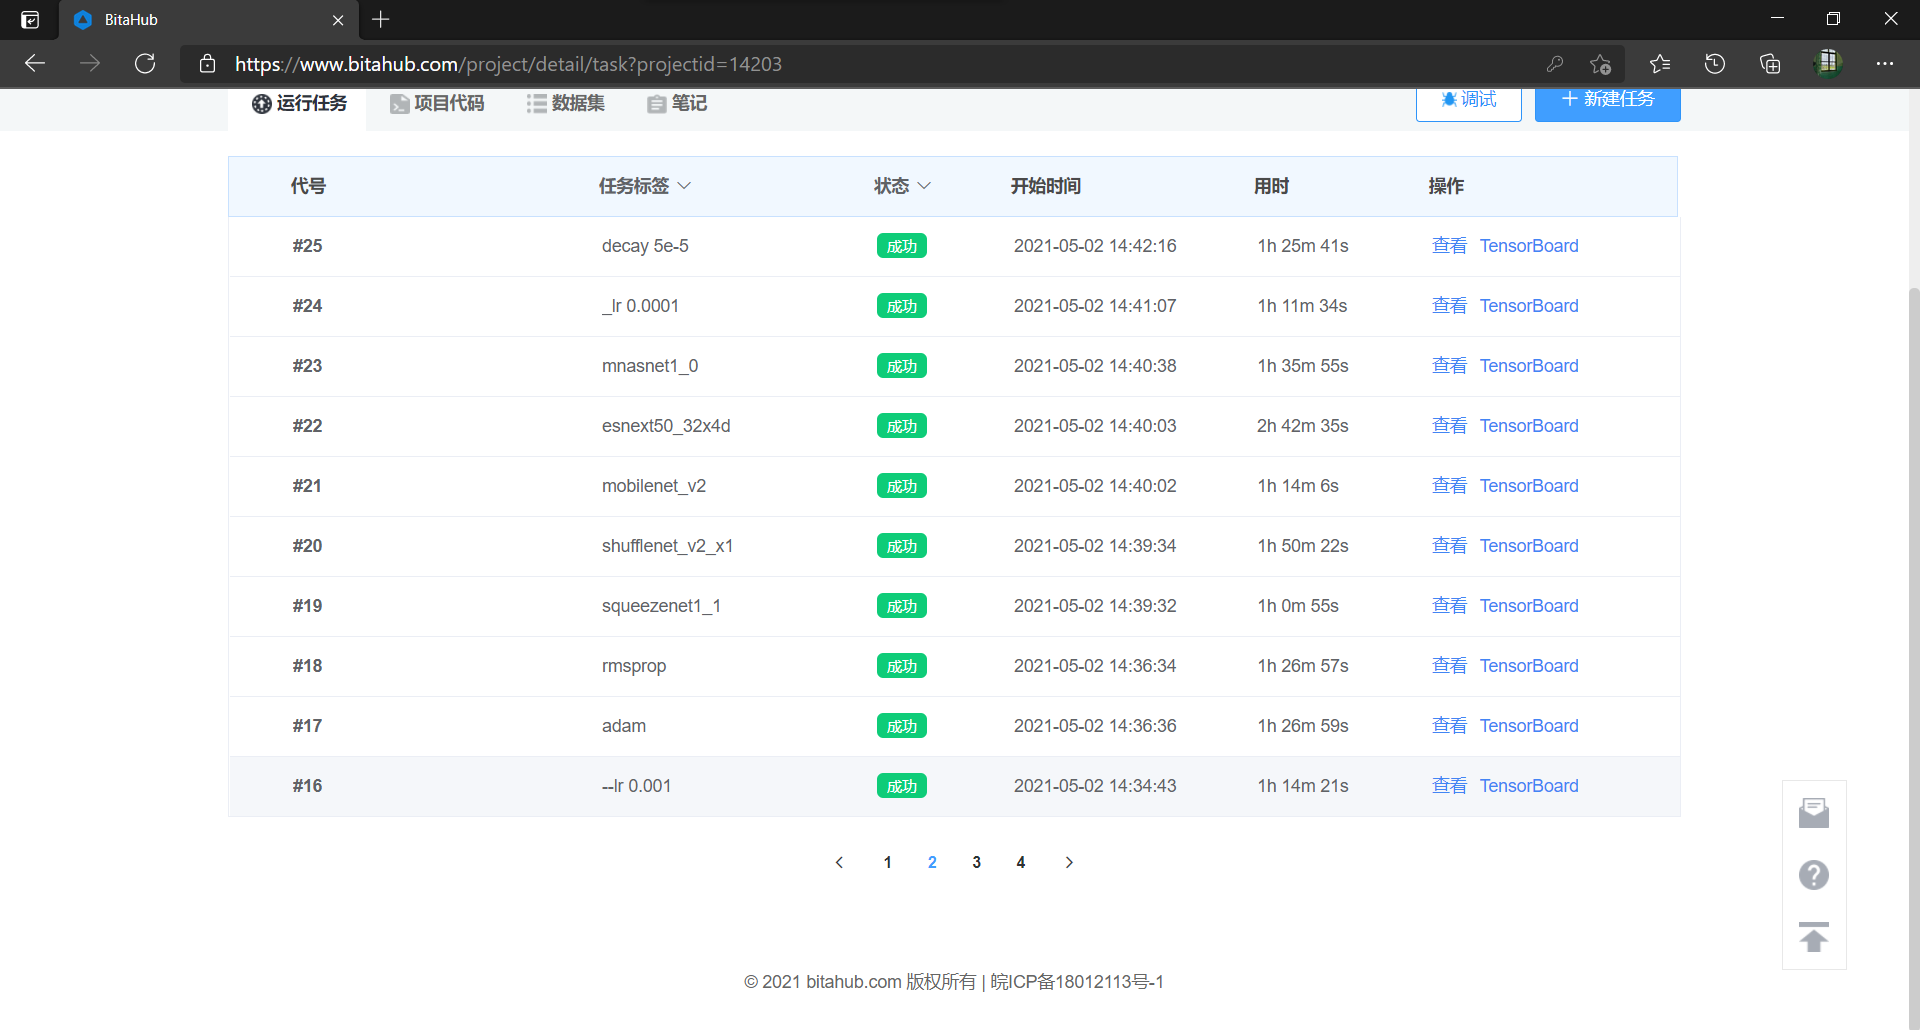 BitaHub
https://www.bitahub.com/project/detail/task?projectid=14203
运行任务 项目代码 数据集 笔记 调试 新建任务
代号 任务标签 状态 开始时间 用时 操作
#25 decay 5e-5 成功 2021-05-02 14:42:16 1h 25m 41s 查看 TensorBoard
#24 _lr 0.0001 成功 2021-05-02 14:41:07 1h 11m 34s 查看 TensorBoard
#23 mnasnet1_0 成功 2021-05-02 14:40:38 1h 35m 55s 查看 TensorBoard
#22 esnext50_32x4d 成功 2021-05-02 14:40:03 2h 42m 35s 查看 TensorBoard
#21 mobilenet_v2 成功 2021-05-02 14:40:02 1h 14m 6s 查看 TensorBoard
#20 shufflenet_v2_x1 成功 2021-05-02 14:39:34 1h 50m 22s 查看 TensorBoard
#19 squeezenet1_1 成功 2021-05-02 14:39:32 1h 0m 55s 查看 TensorBoard
#18 rmsprop 成功 2021-05-02 14:36:34 1h 26m 57s 查看 TensorBoard
#17 adam 成功 2021-05-02 14:36:36 1h 26m 59s 查看 TensorBoard
#16 --lr 0.001 成功 2021-05-02 14:34:43 1h 14m 21s 查看 TensorBoard
1 2 3 4
© 2021 bitahub.com 版权所有 | 皖ICP备18012113号-1